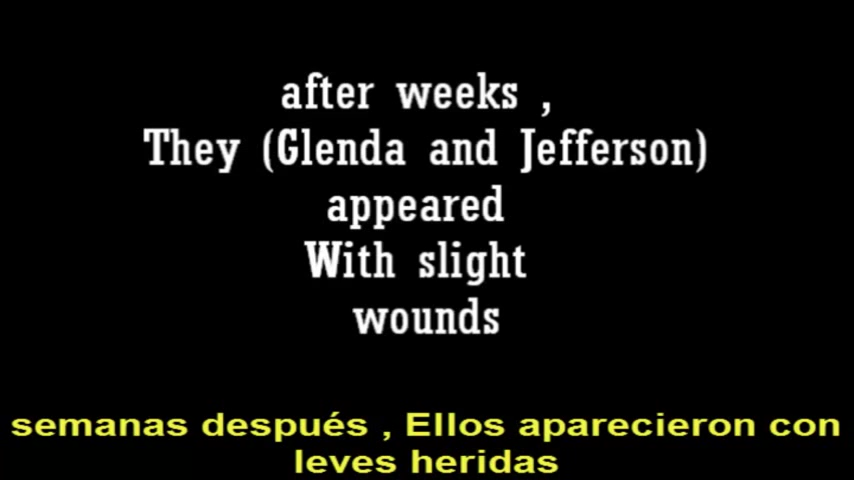 after weeks ,
They (Glenda and Jefferson)
appeared
With slight
wounds
semanas después , Ellos aparecieron con
leves heridas